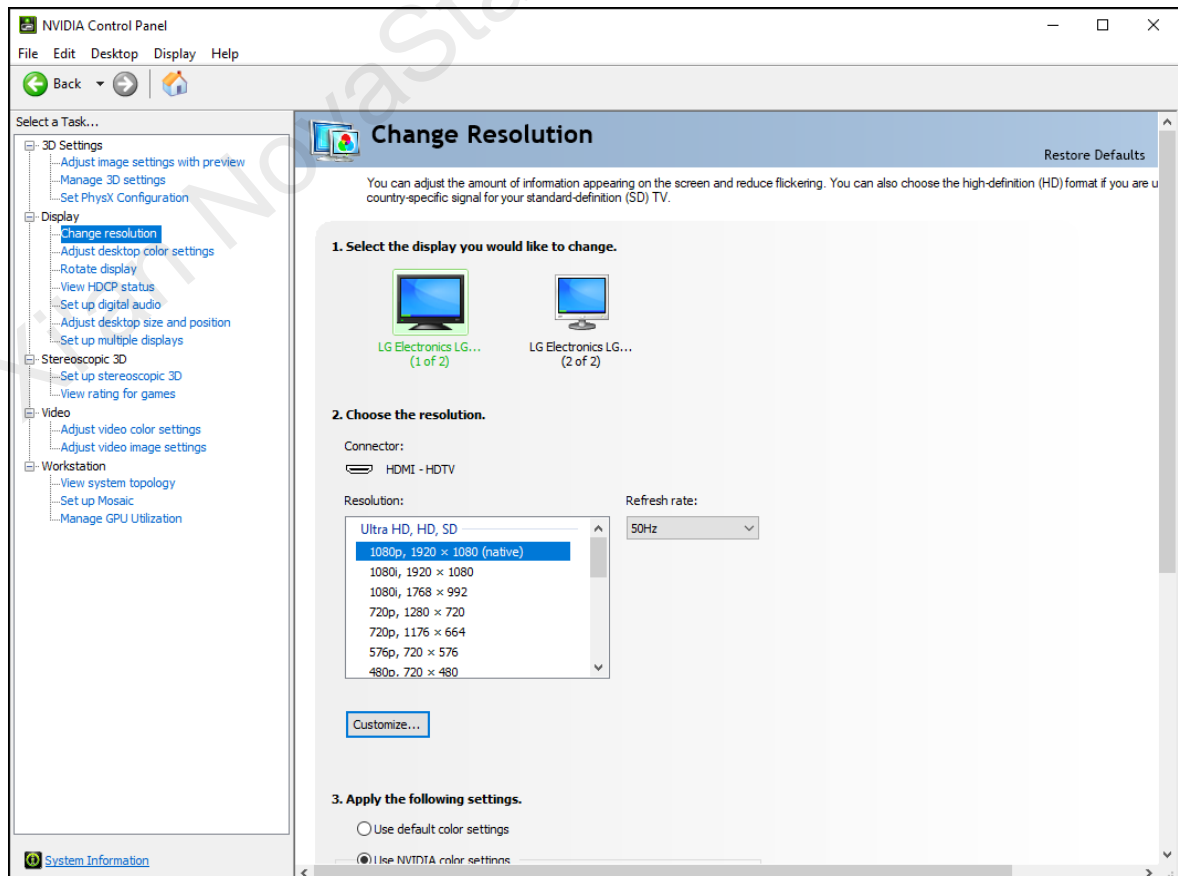 NVIDIA Control Panel
File Edit Desktop Display Help
Back
Select a Task...
3D Settings
Adjust image settings with preview
Manage 3D settings
Set PhysX Configuration
Display
Change resolution
Adjust desktop color settings
Rotate display
View HDCP status
Set up digital audio
Adjust desktop size and position
Set up multiple displays
Stereoscopic 3D
Set up stereoscopic 3D
View rating for games
Video
Adjust video color settings
Adjust video image settings
Workstation
View system topology
Set up Mosaic
Manage GPU Utilization
System Information
Change Resolution
Restore Defaults
You can adjust the amount of information appearing on the screen and reduce flickering. You can also choose the high-definition (HD) format if you are u
country-specific signal for your standard-definition (SD) TV.
1. Select the display you would like to change.
LG Electronics LG...
(1 of 2)
LG Electronics LG...
(2 of 2)
2. Choose the resolution.
Connector:
HDMI - HDTV
Resolution:
Refresh rate:
50Hz
Ultra HD, HD, SD
1080p, 1920 × 1080 (native)
1080i, 1920 × 1080
1080i, 1768 × 992
720p, 1280 × 720
720p, 1176 × 664
576p, 720 × 576
480p, 720 × 480
Customize...
3. Apply the following settings.
Use default color settings
Use NVIDIA color settings
Xi'an NovaSta